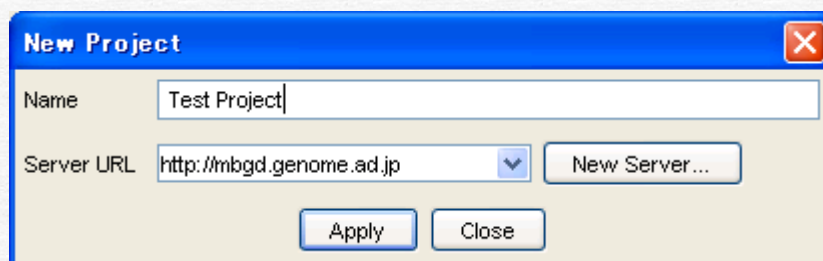 New Project
Name Test Project
Server URL http://mbgd.genome.ad.jp New Server...
Apply Close